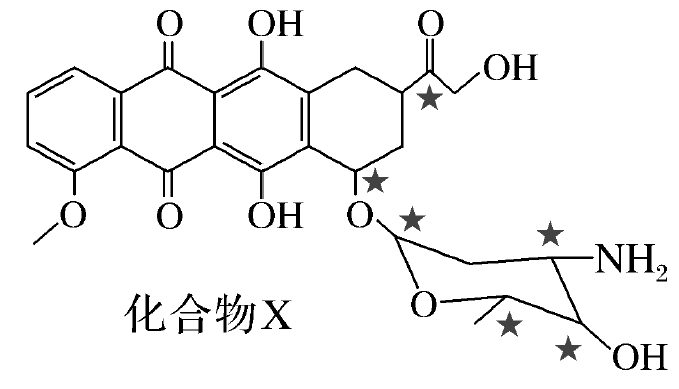 O OH O
OH
O O OH O
NH₂
O
OH
化合物X